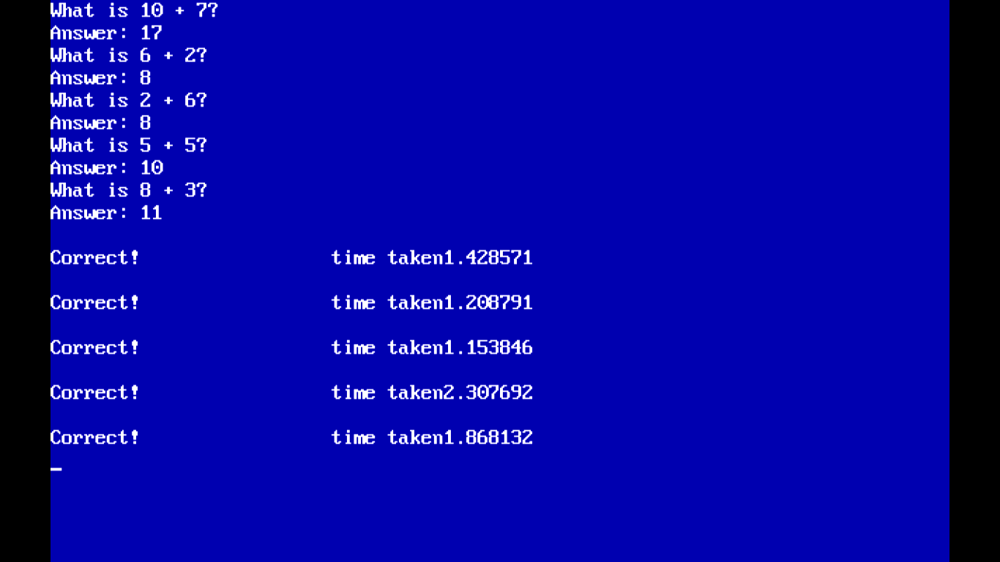 What is 10 + 7?
Answer: 17
What is 6 + 2?
Answer: 8
What is 2 + 6?
Answer: 8
What is 5 + 5?
Answer: 10
What is 8 + 3?
Answer: 11
Correct! time taken1.428571
Correct! time taken1.208791
Correct! time taken1.153846
Correct! time taken2.307692
Correct! time taken1.868132